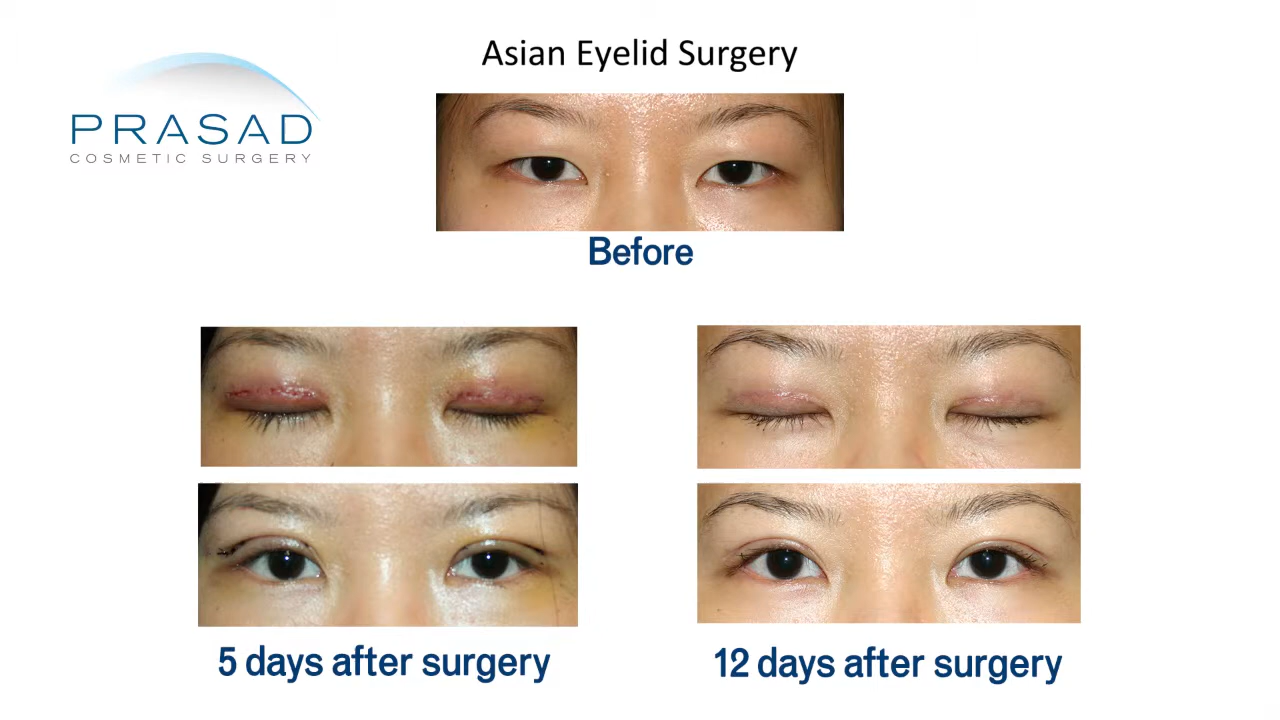 Asian Eyelid Surgery
PRASAD
COSMETIC SURGERY
Before
5 days after surgery
12 days after surgery